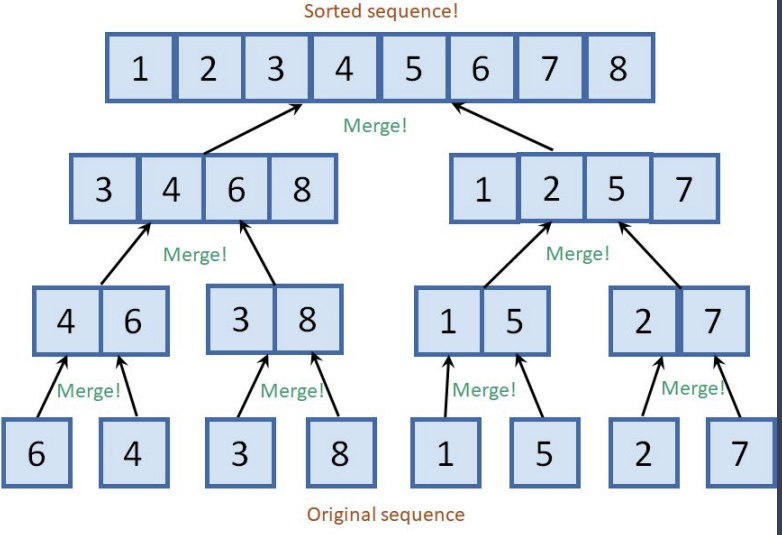 Sorted sequence!
1 2 3 4 5 6 7 8
Merge!
3 4 6 8 1 2 5 7
Merge! Merge!
4 6 3 8 1 5 2 7
Merge! Merge! Merge! Merge!
6 4 3 8 1 5 2 7
Original sequence